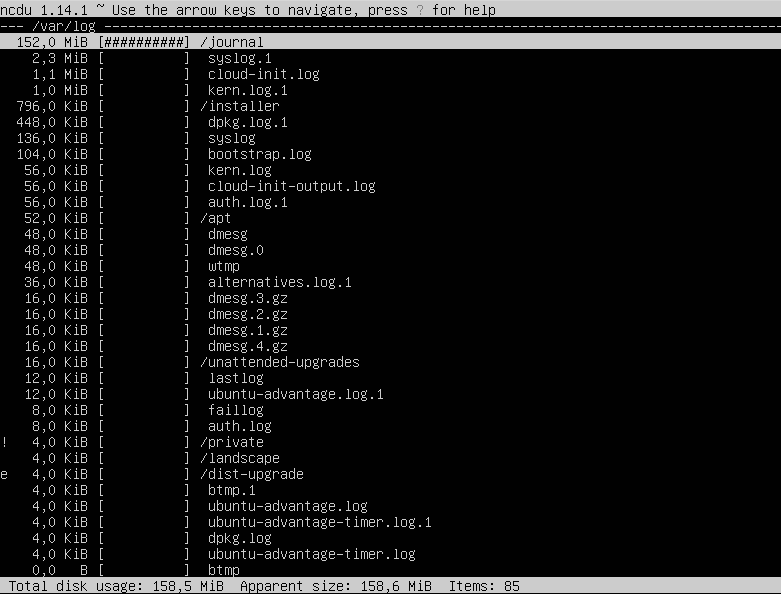 ncdu 1.14.1 ~ Use the arrow keys to navigate, press ? for help
--- /var/log ---------------------------------------------------------------------------------
152,0 MiB [##########] /journal
2,3 MiB [          ]  syslog.1
1,1 MiB [          ]  cloud-init.log
1,0 MiB [          ]  kern.log.1
796,0 KiB [          ] /installer
448,0 KiB [          ]  dpkg.log.1
136,0 KiB [          ]  syslog
104,0 KiB [          ]  bootstrap.log
56,0 KiB [          ]  kern.log
56,0 KiB [          ]  cloud-init-output.log
56,0 KiB [          ]  auth.log.1
52,0 KiB [          ] /apt
48,0 KiB [          ]  dmesg
48,0 KiB [          ]  dmesg.0
48,0 KiB [          ]  wtmp
36,0 KiB [          ]  alternatives.log.1
16,0 KiB [          ]  dmesg.3.gz
16,0 KiB [          ]  dmesg.2.gz
16,0 KiB [          ]  dmesg.1.gz
16,0 KiB [          ]  dmesg.4.gz
16,0 KiB [          ] /unattended-upgrades
12,0 KiB [          ]  lastlog
12,0 KiB [          ]  ubuntu-advantage.log.1
8,0 KiB [          ]  faillog
8,0 KiB [          ]  auth.log
! 4,0 KiB [          ] /private
4,0 KiB [          ] /landscape
e 4,0 KiB [          ] /dist-upgrade
4,0 KiB [          ]  btmp.1
4,0 KiB [          ]  ubuntu-advantage.log
4,0 KiB [          ]  ubuntu-advantage-timer.log.1
4,0 KiB [          ]  dpkg.log
4,0 KiB [          ]  ubuntu-advantage-timer.log
0,0   B [          ]  btmp
Total disk usage: 158,5 MiB  Apparent size: 158,6 MiB  Items: 85